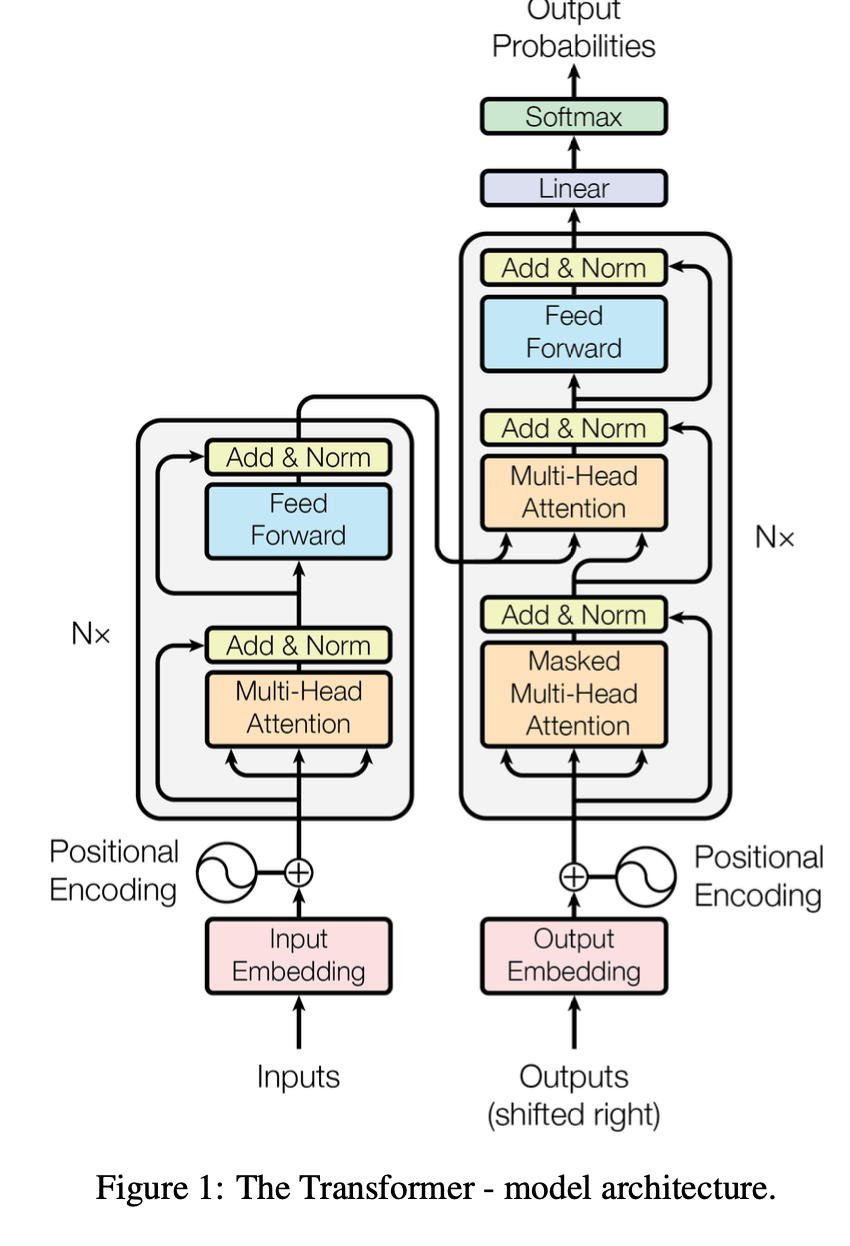 Output
Probabilities
Softmax
Linear
Add & Norm
Feed
Forward
Add & Norm
Multi-Head
Attention
Add & Norm
Masked
Multi-Head
Attention
N×
Add & Norm
Feed
Forward
Add & Norm
Multi-Head
Attention
N×
Positional
Encoding
Positional
Encoding
Input
Embedding
Output
Embedding
Inputs
Outputs
(shifted right)
Figure 1: The Transformer - model architecture.